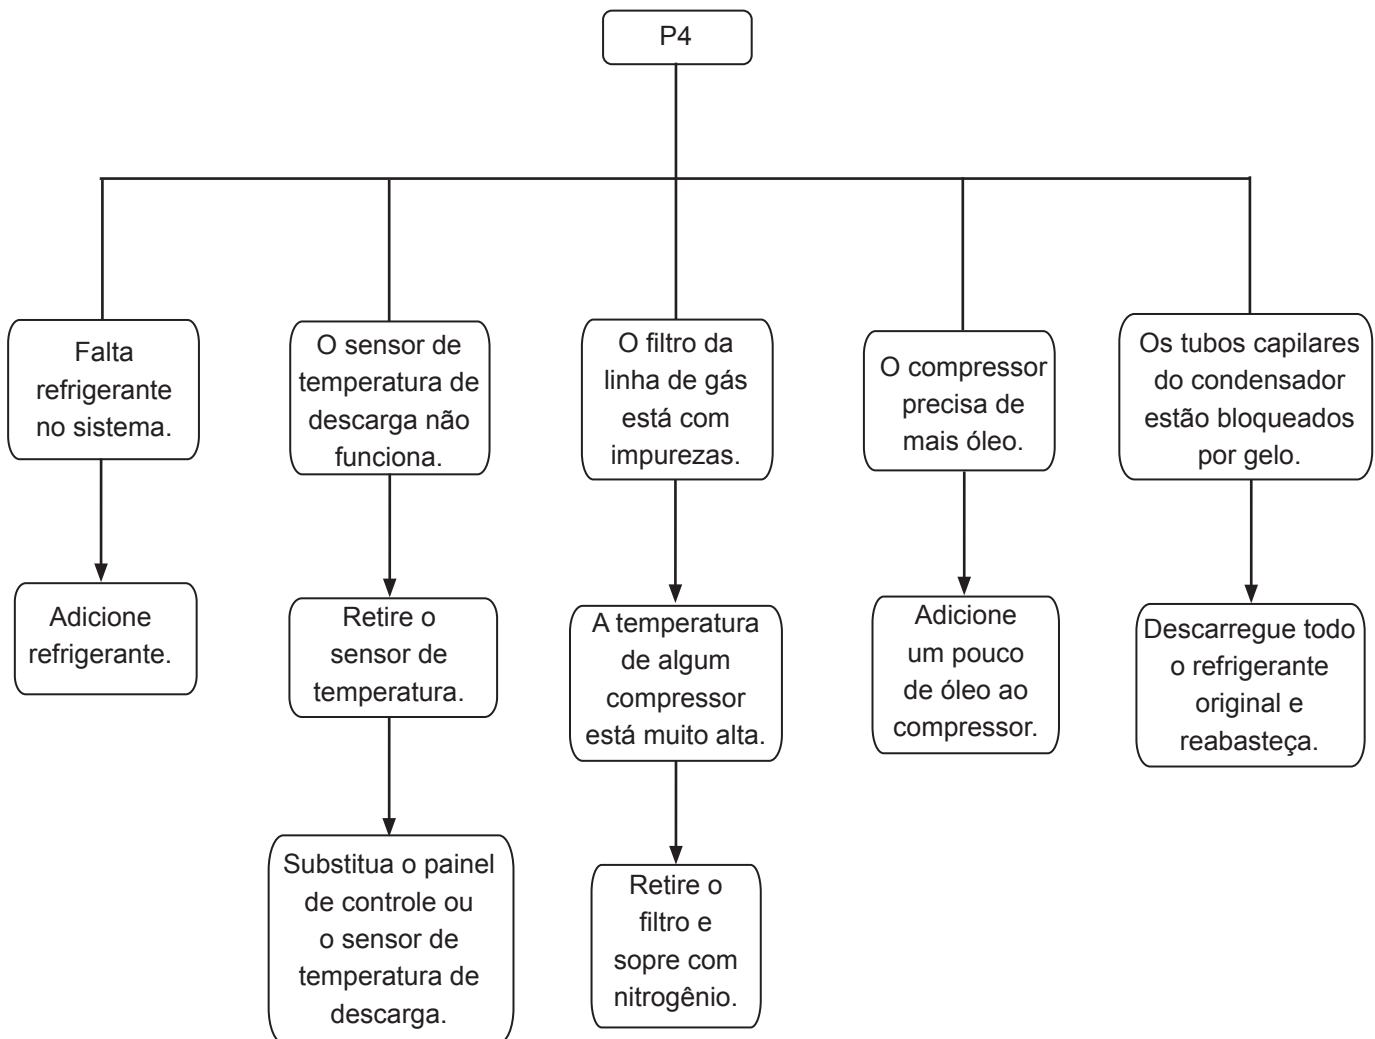 P4
Falta
refrigerante
no sistema.
O sensor de
temperatura de
descarga não
funciona.
O filtro da
linha de gás
está com
impurezas.
O compressor
precisa de
mais óleo.
Os tubos capilares
do condensador
estão bloqueados
por gelo.
Adicione
refrigerante.
Retire o
sensor de
temperatura.
A temperatura
de algum
compressor
está muito alta.
Adicione
um pouco
de óleo ao
compressor.
Descarregue todo
o refrigerante
original e
reabasteça.
Substitua o painel
de controle ou
o sensor de
temperatura de
descarga.
Retire o
filtro e
sopre com
nitrogênio.